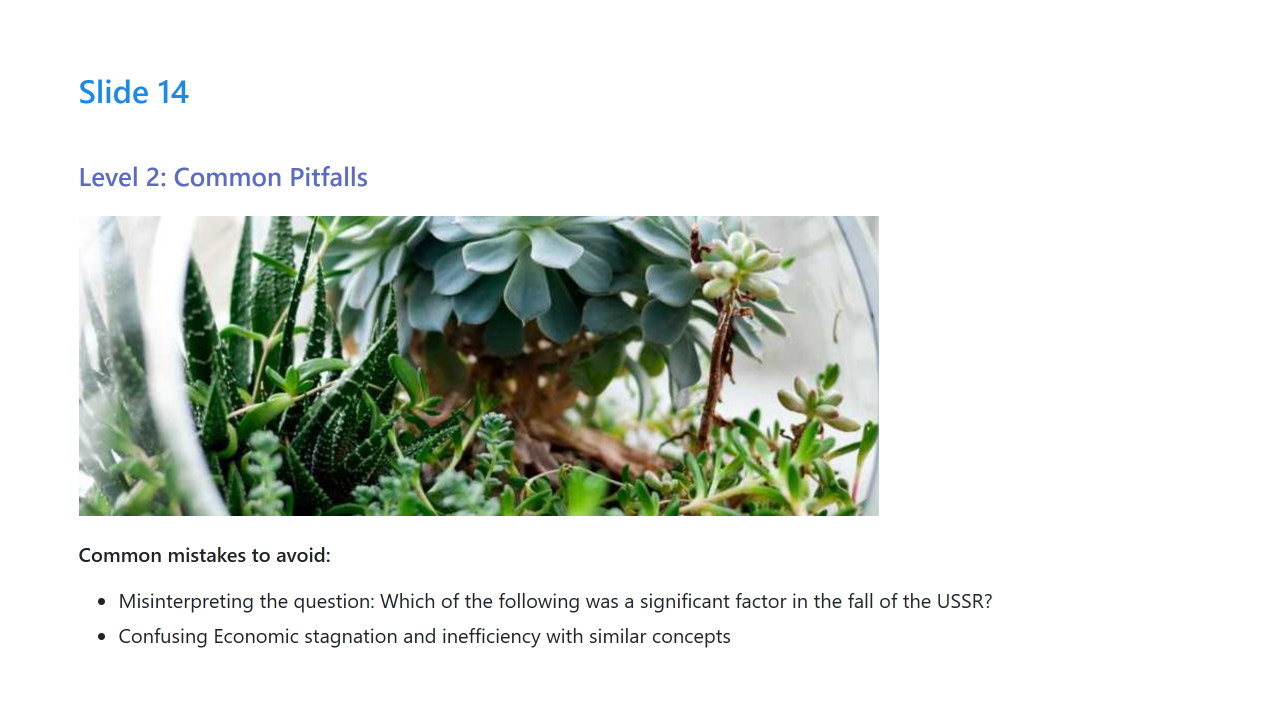 Slide 14
Level 2: Common Pitfalls
Common mistakes to avoid:
• Misinterpreting the question: Which of the following was a significant factor in the fall of the USSR?
• Confusing Economic stagnation and inefficiency with similar concepts